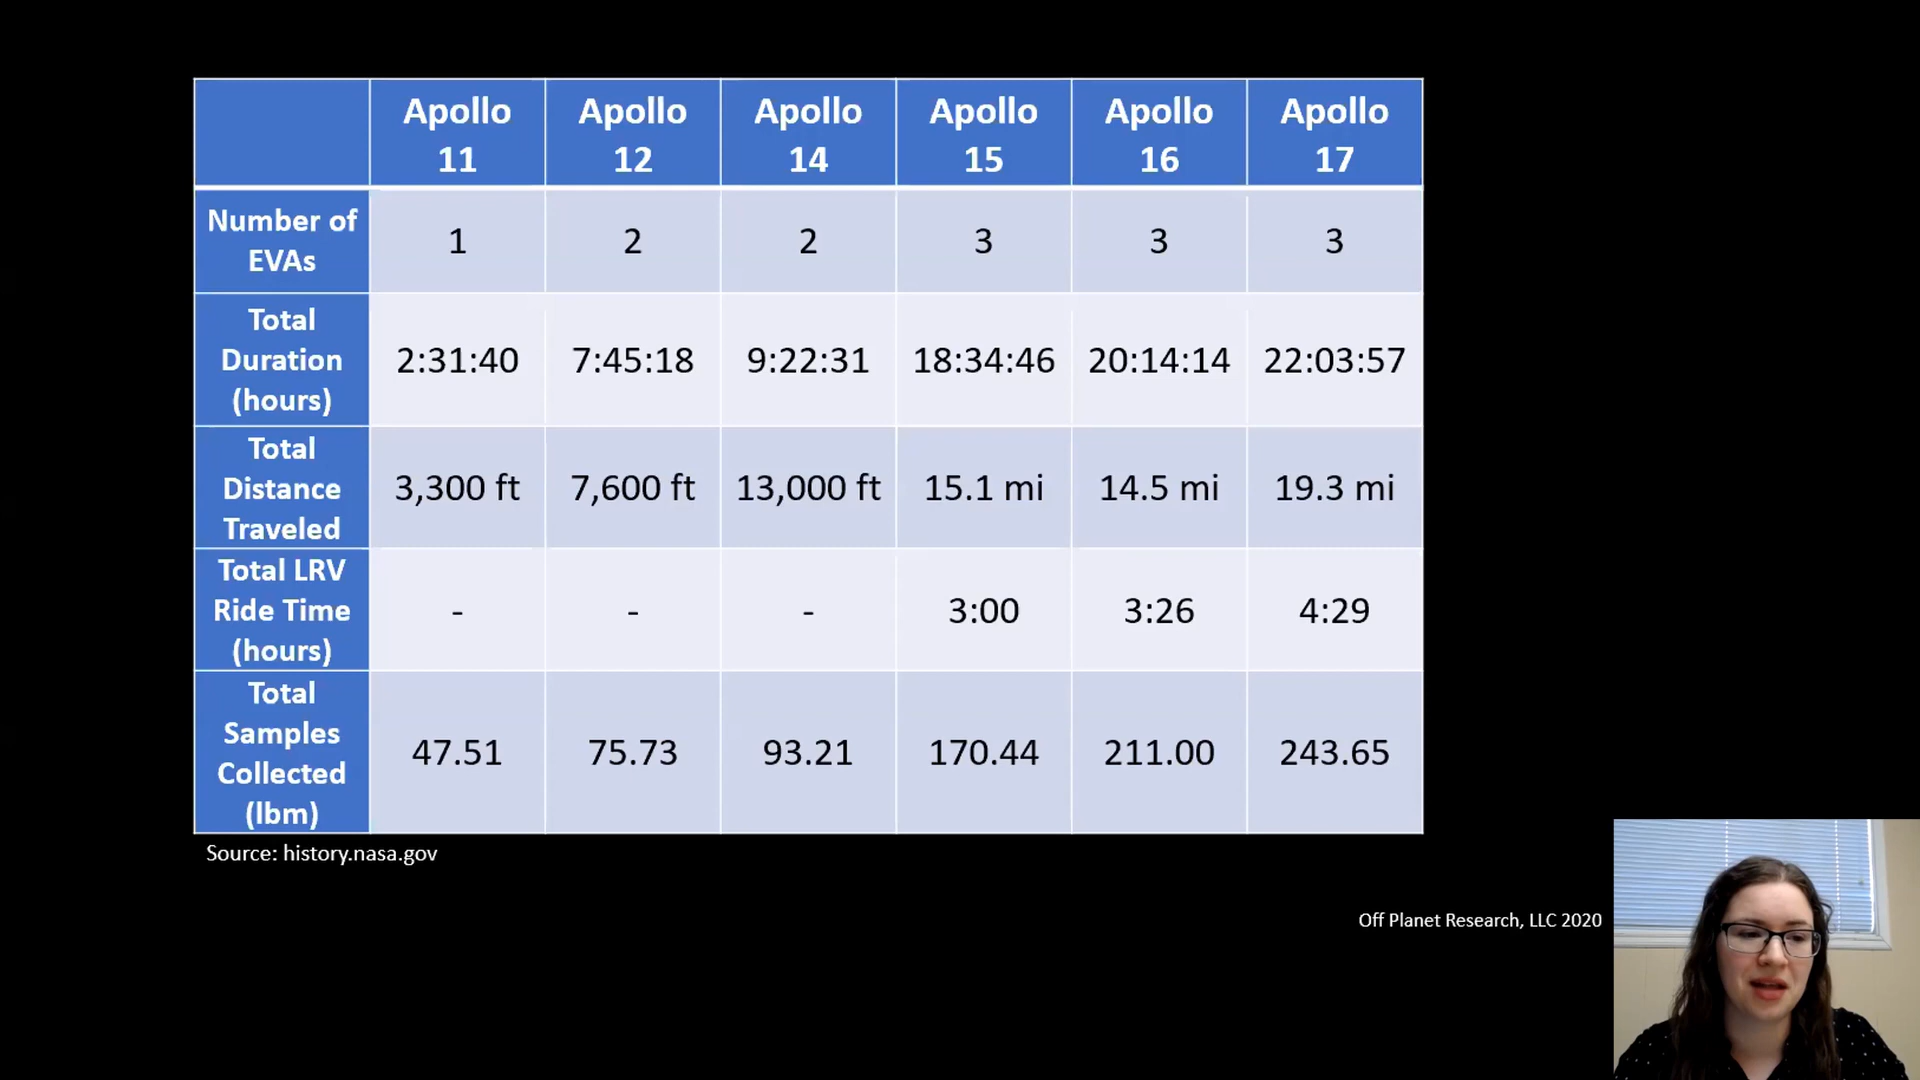 Apollo 11
Apollo 12
Apollo 14
Apollo 15
Apollo 16
Apollo 17
Number of EVAs
1
2
2
3
3
3
Total Duration (hours)
2:31:40
7:45:18
9:22:31
18:34:46
20:14:14
22:03:57
Total Distance Traveled
3,300 ft
7,600 ft
13,000 ft
15.1 mi
14.5 mi
19.3 mi
Total LRV Ride Time (hours)
-
-
-
3:00
3:26
4:29
Total Samples Collected (lbm)
47.51
75.73
93.21
170.44
211.00
243.65
Source: history.nasa.gov
Off Planet Research, LLC 2020